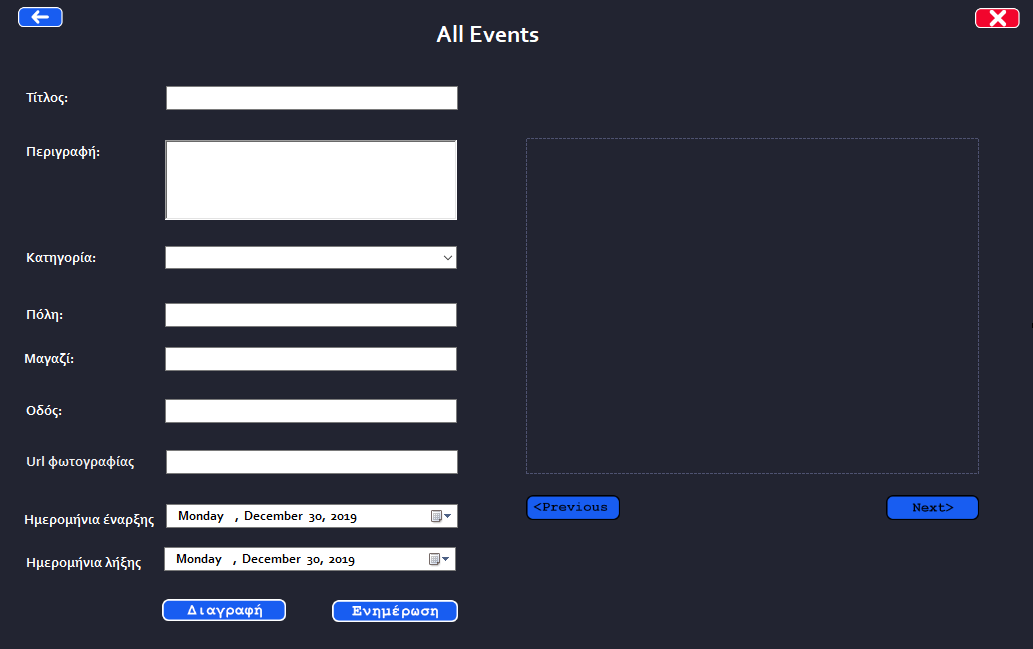 All Events
Τίτλος:
Περιγραφή:
Κατηγορία:
Πόλη:
Μαγαζί:
Οδός:
Url φωτογραφίας
Ημερομήνια έναρξης
Monday , December 30, 2019
Ημερομήνια λήξης
Monday , December 30, 2019
Διαγραφή
Ενημέρωση
<Previous
Next>